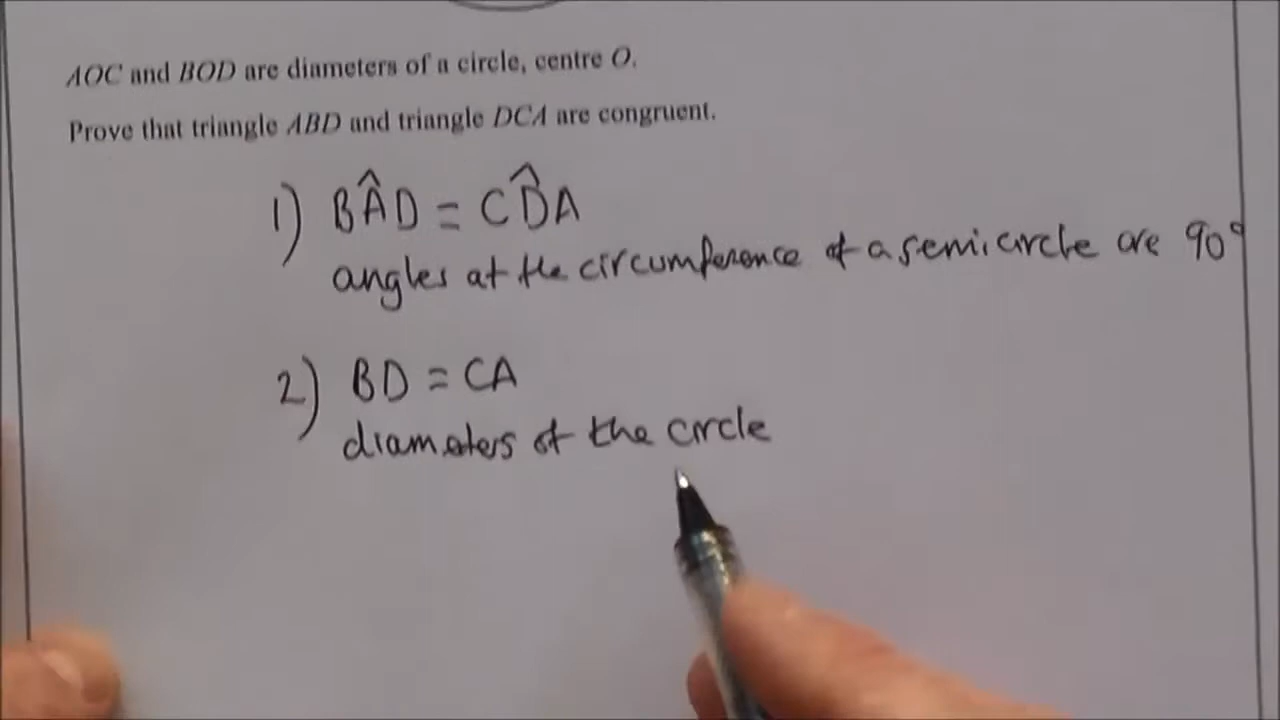 AOC and BOD are diameters of a circle, centre O.
Prove that triangle ABD and triangle DCA are congruent.
1) BÂD = CD̂A
angles at the circumference of a semicircle are 90°
2) BD = CA
diameters of the circle